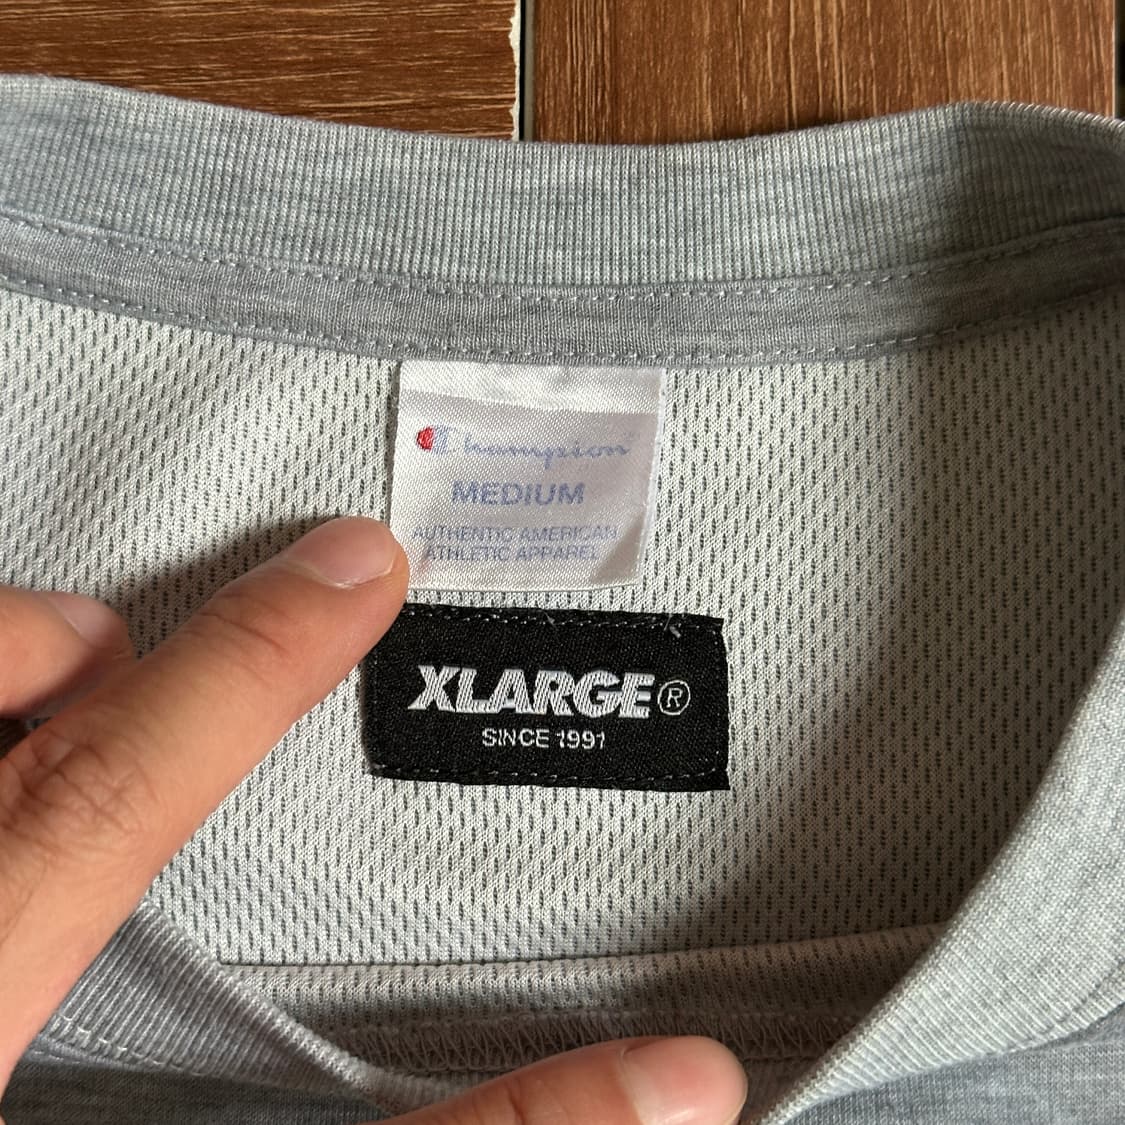 Champion
MEDIUM
AUTHENTIC AMERICAN
ATHLETIC APPAREL
XLARGE®
SINCE 1991